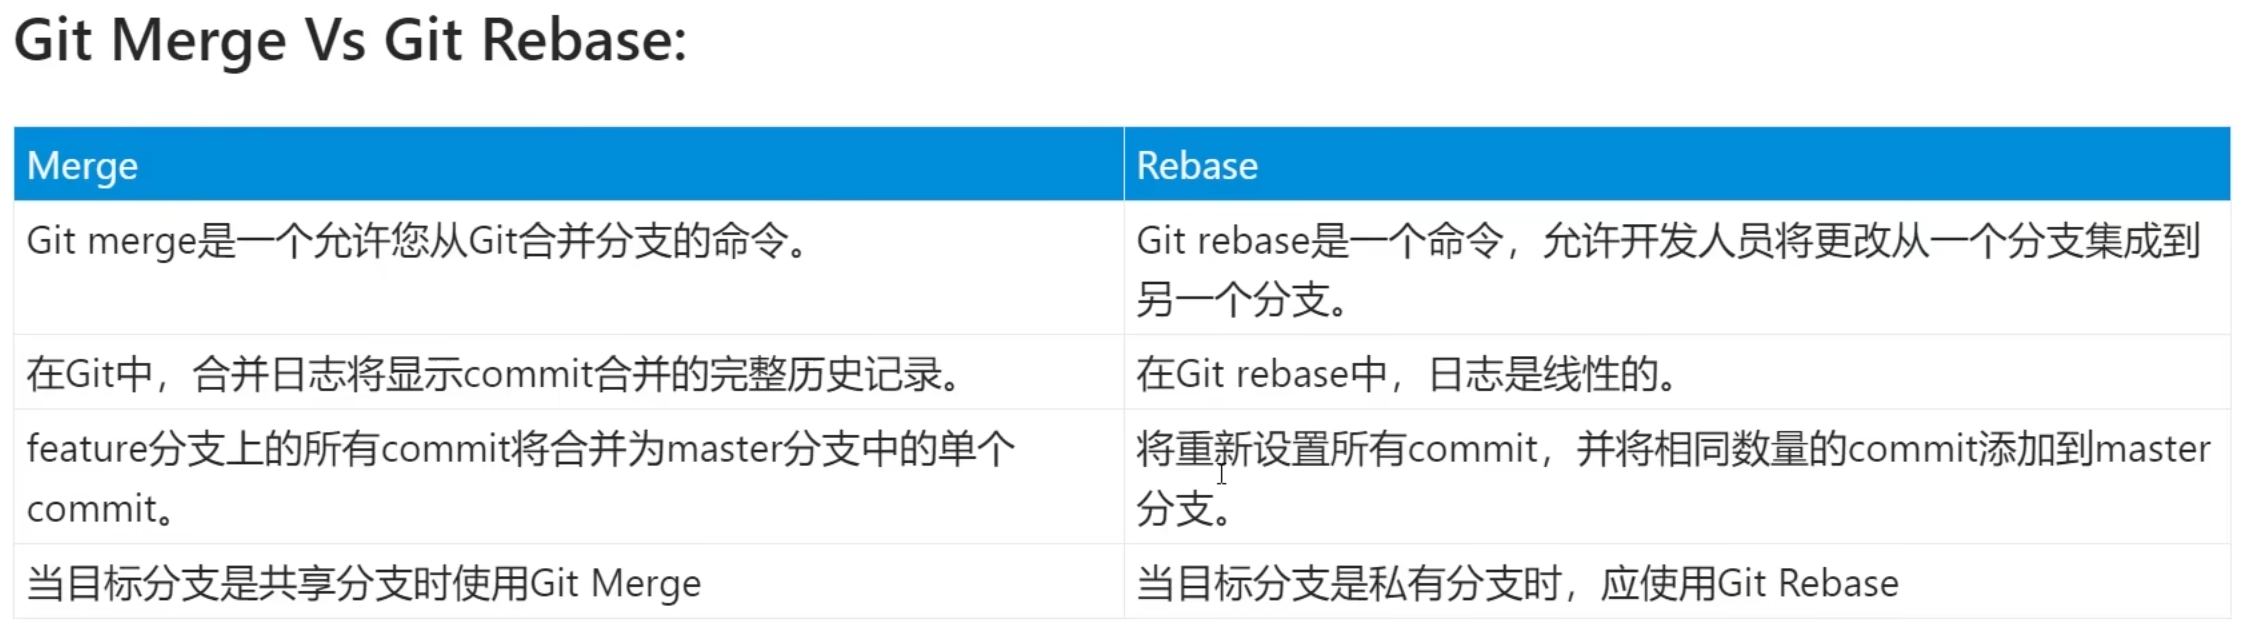 Git Merge Vs Git Rebase:
Merge
Rebase
Git merge是一个允许您从Git合并分支的命令。
Git rebase是一个命令，允许开发人员将更改从一个分支集成到
另一个分支。
在Git中，合并日志将显示commit合并的完整历史记录。
在Git rebase中，日志是线性的。
feature分支上的所有commit将合并为master分支中的单个
commit。
将重新设置所有commit，并将相同数量的commit添加到master
分支。
当目标分支是共享分支时使用Git Merge
当目标分支是私有分支时，应使用Git Rebase